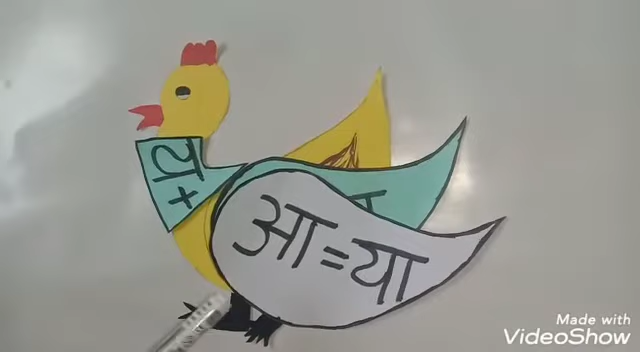 य +
आ = या
Made with
VideoShow